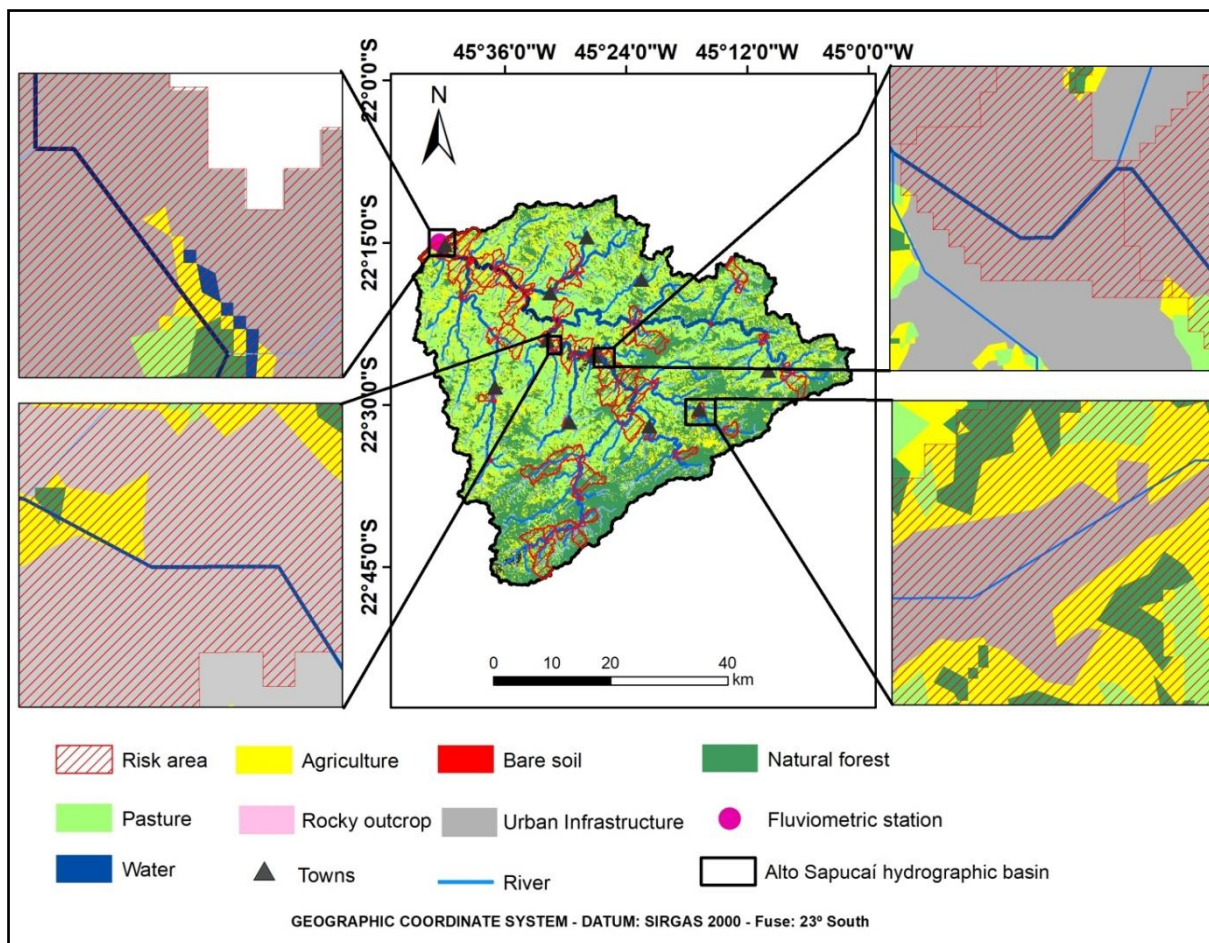 45°36'0"W 45°24'0"W 45°12'0"W 45°0'0"W
22°0'0"S
22°15'0"S
22°30'0"S
22°45'0"S
N
0 10 20 40
km
Risk area Agriculture Bare soil Natural forest
Pasture Rocky outcrop Urban Infrastructure Fluviometric station
Water Towns River Alto Sapucaí hydrographic basin
GEOGRAPHIC COORDINATE SYSTEM - DATUM: SIRGAS 2000 - Fuse: 23º South